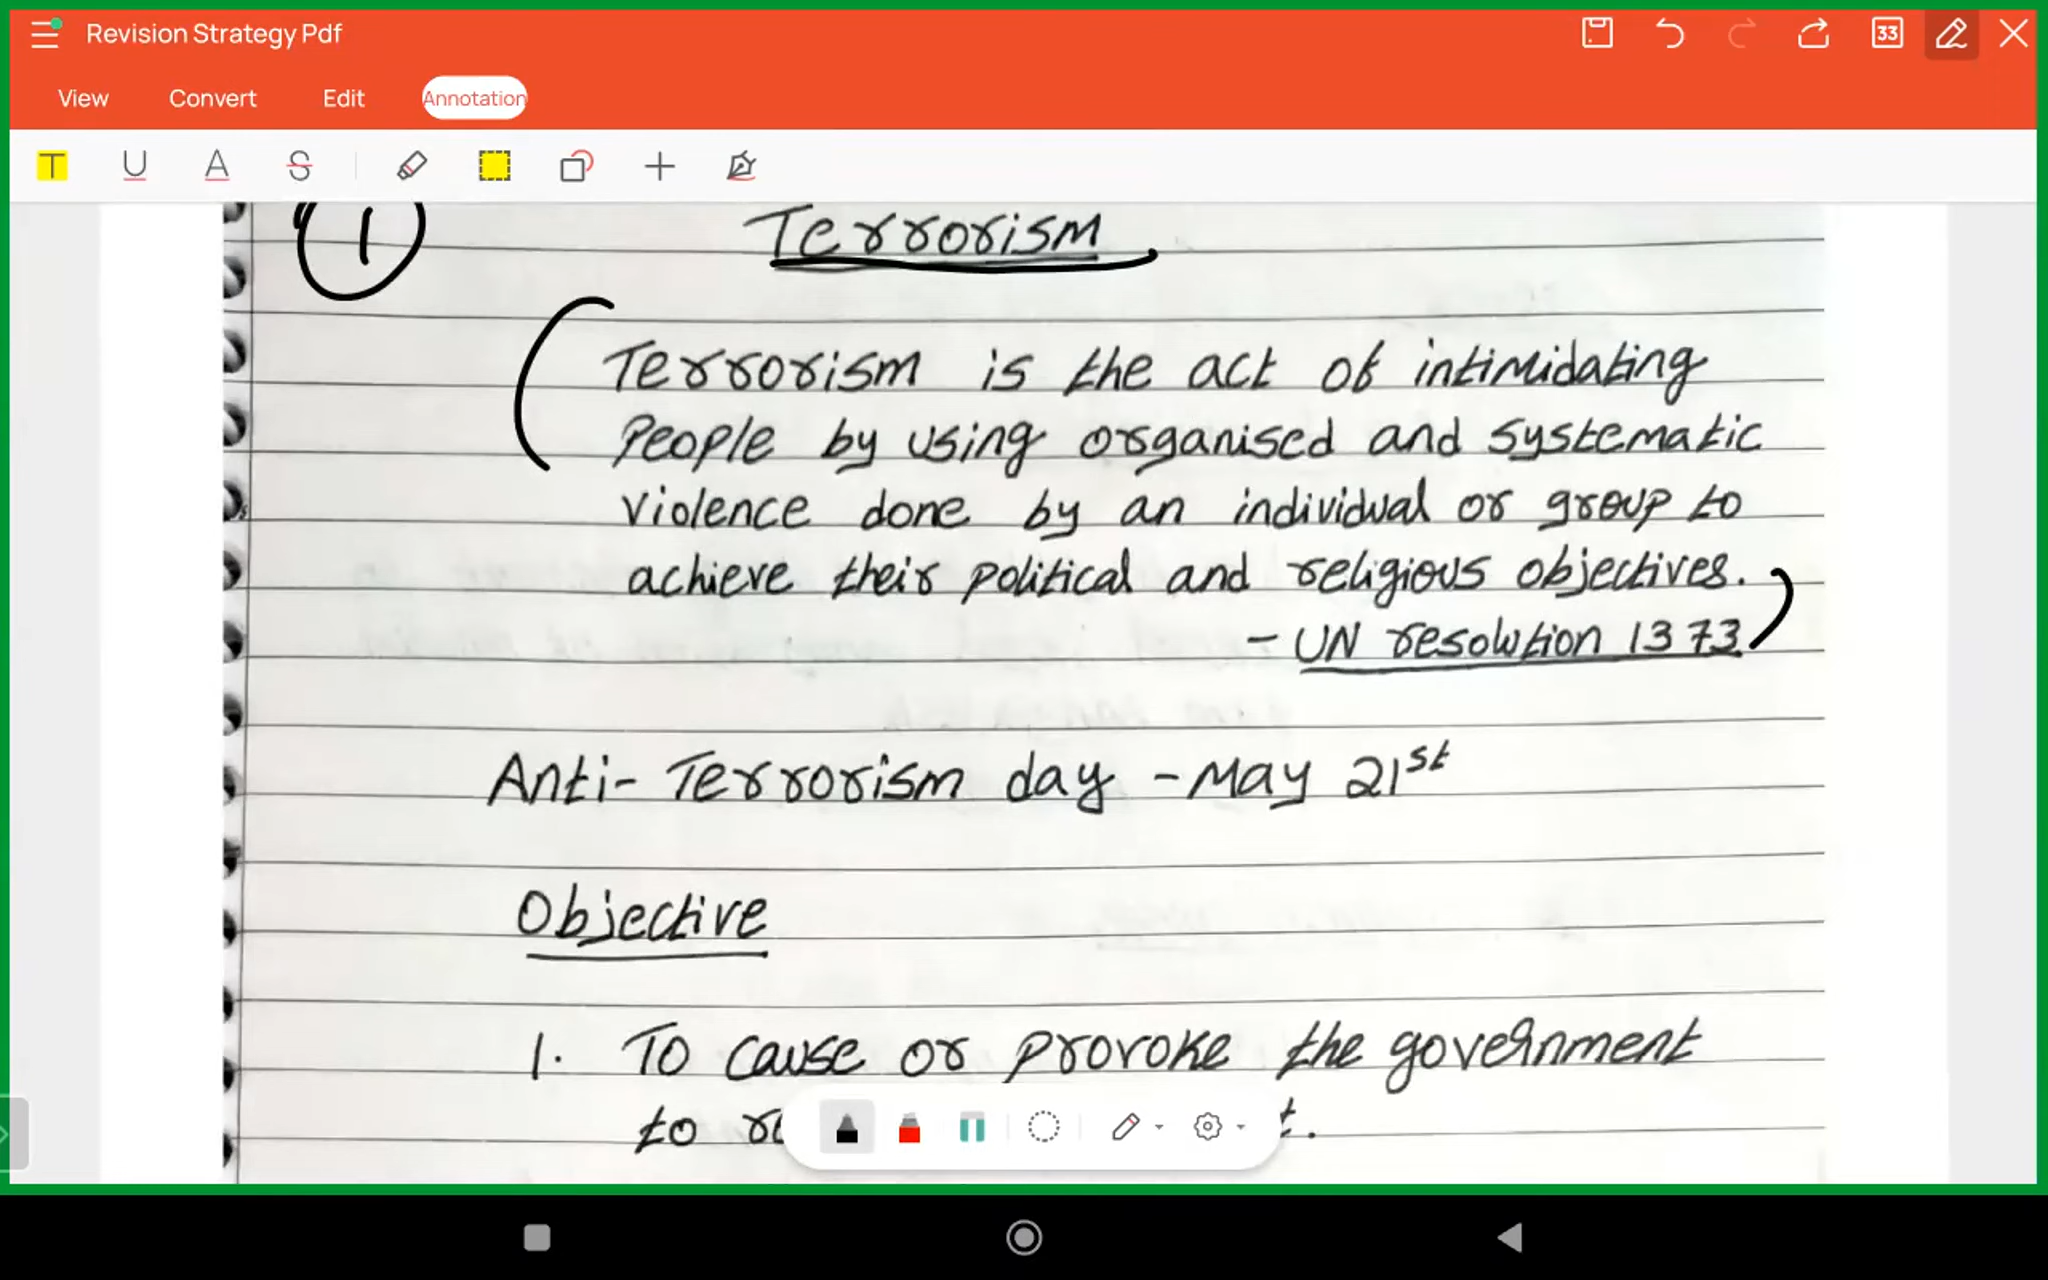 Revision Strategy Pdf
33
View Convert Edit Annotation
T U A S
1 Terrorism
Terrorism is the act of intimidating
People by using organised and systematic
violence done by an individual or group to
achieve their political and religious objectives.
- UN resolution 1373
Anti-Terrorism day - May 21st
Objective
1. To cause or provoke the government
to